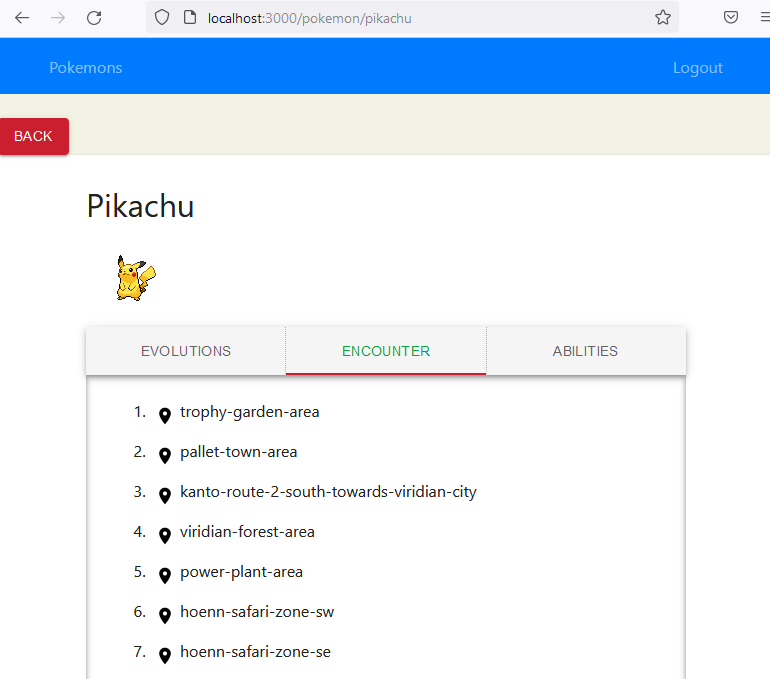 localhost:3000/pokemon/pikachu
Pokemons Logout
BACK
Pikachu
EVOLUTIONS ENCOUNTER ABILITIES
1. trophy-garden-area
2. pallet-town-area
3. kanto-route-2-south-towards-viridian-city
4. viridian-forest-area
5. power-plant-area
6. hoenn-safari-zone-sw
7. hoenn-safari-zone-se